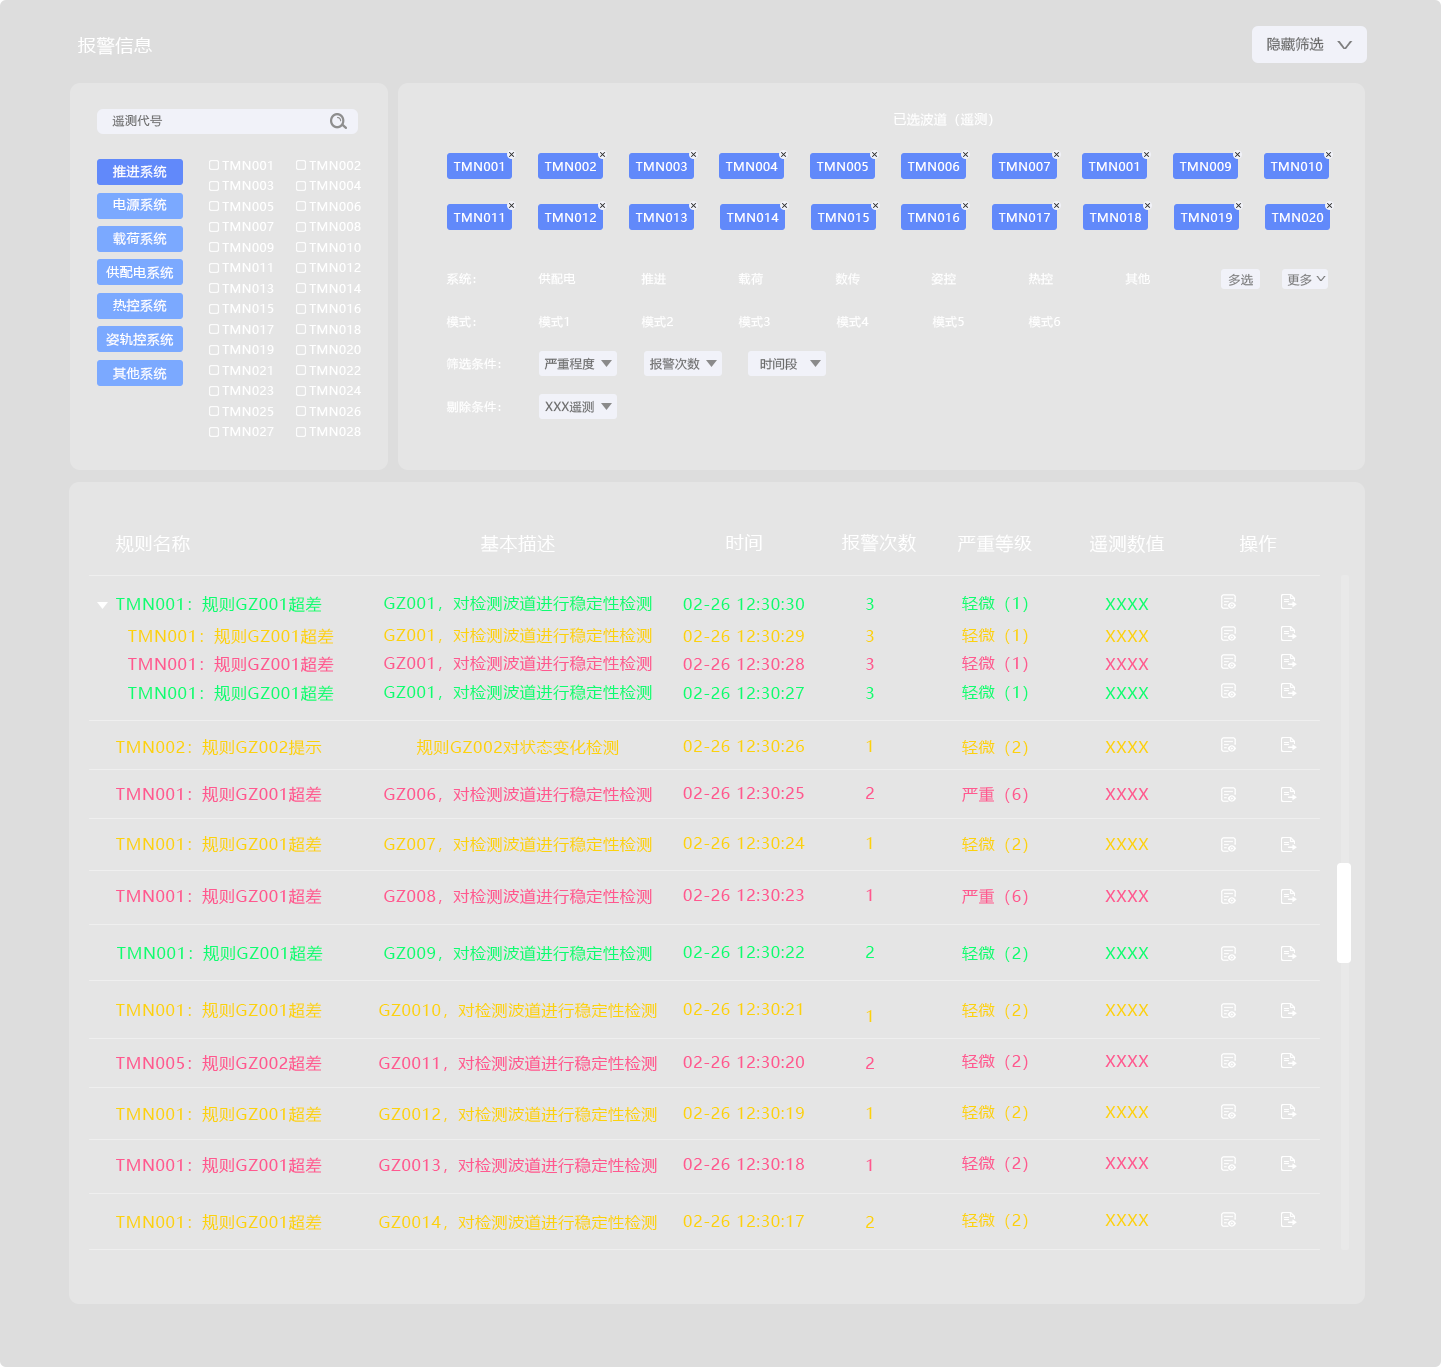 报警信息
隐藏筛选
遥测代号
推进系统
电源系统
载荷系统
供配电系统
热控系统
姿轨控系统
其他系统
TMN001 TMN002
TMN003 TMN004
TMN005 TMN006
TMN007 TMN008
TMN009 TMN010
TMN011 TMN012
TMN013 TMN014
TMN015 TMN016
TMN017 TMN018
TMN019 TMN020
TMN021 TMN022
TMN023 TMN024
TMN025 TMN026
TMN027 TMN028
已选波道（遥测）
TMN001 TMN002 TMN003 TMN004 TMN005 TMN006 TMN007 TMN001 TMN009 TMN010
TMN011 TMN012 TMN013 TMN014 TMN015 TMN016 TMN017 TMN018 TMN019 TMN020
系统： 供配电 推进 载荷 数传 姿控 热控 其他 多选 更多
模式： 模式1 模式2 模式3 模式4 模式5 模式6
筛选条件： 严重程度 报警次数 时间段
删除条件： XXX遥测
规则名称 基本描述 时间 报警次数 严重等级 遥测数值 操作
TMN001：规则GZ001超差 GZ001，对检测波道进行稳定性检测 02-26 12:30:30 3 轻微（1） XXXX
TMN001：规则GZ001超差 GZ001，对检测波道进行稳定性检测 02-26 12:30:29 3 轻微（1） XXXX
TMN001：规则GZ001超差 GZ001，对检测波道进行稳定性检测 02-26 12:30:28 3 轻微（1） XXXX
TMN001：规则GZ001超差 GZ001，对检测波道进行稳定性检测 02-26 12:30:27 3 轻微（1） XXXX
TMN002：规则GZ002提示 规则GZ002对状态变化检测 02-26 12:30:26 1 轻微（2） XXXX
TMN001：规则GZ001超差 GZ006，对检测波道进行稳定性检测 02-26 12:30:25 2 严重（6） XXXX
TMN001：规则GZ001超差 GZ007，对检测波道进行稳定性检测 02-26 12:30:24 1 轻微（2） XXXX
TMN001：规则GZ001超差 GZ008，对检测波道进行稳定性检测 02-26 12:30:23 1 严重（6） XXXX
TMN001：规则GZ001超差 GZ009，对检测波道进行稳定性检测 02-26 12:30:22 2 轻微（2） XXXX
TMN001：规则GZ001超差 GZ0010，对检测波道进行稳定性检测 02-26 12:30:21 1 轻微（2） XXXX
TMN005：规则GZ002超差 GZ0011，对检测波道进行稳定性检测 02-26 12:30:20 2 轻微（2） XXXX
TMN001：规则GZ001超差 GZ0012，对检测波道进行稳定性检测 02-26 12:30:19 1 轻微（2） XXXX
TMN001：规则GZ001超差 GZ0013，对检测波道进行稳定性检测 02-26 12:30:18 1 轻微（2） XXXX
TMN001：规则GZ001超差 GZ0014，对检测波道进行稳定性检测 02-26 12:30:17 2 轻微（2） XXXX